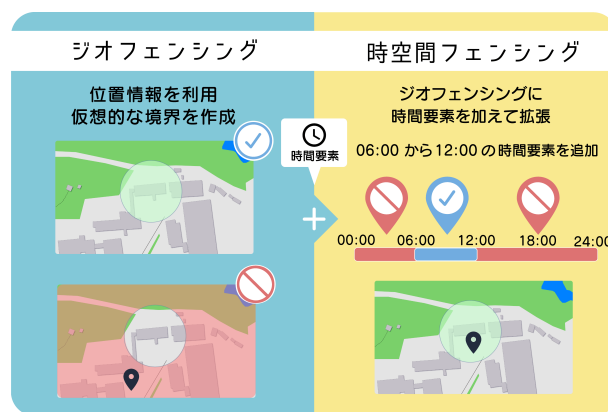 ジオフェンシング
時空間フェンシング
位置情報を利用
仮想的な境界を作成
時間要素
ジオフェンシングに
時間要素を加えて拡張
06:00 から12:00 の時間要素を追加
00:00 06:00 12:00 18:00 24:00